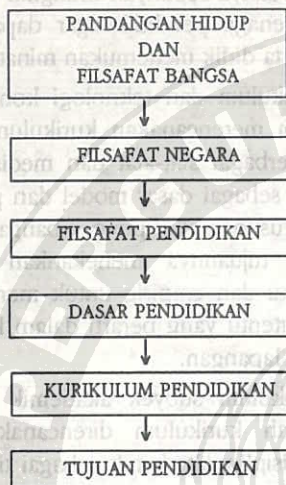 PANDANGAN HIDUP
DAN
FILSAFAT BANGSA
FILSAFAT NEGARA
FILSAFAT PENDIDIKAN
DASAR PENDIDIKAN
KURIKULUM PENDIDIKAN
TUJUAN PENDIDIKAN